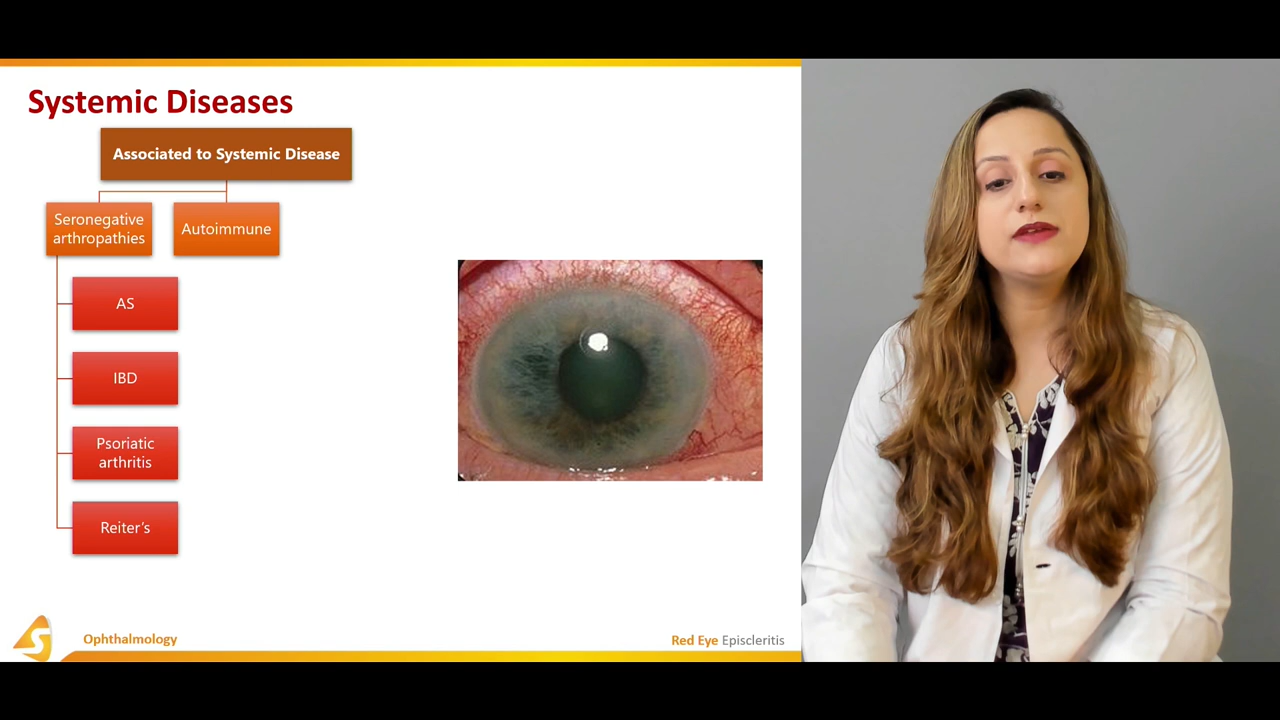 Systemic Diseases
Associated to Systemic Disease
Seronegative
arthropathies
Autoimmune
AS
IBD
Psoriatic
arthritis
Reiter’s
Ophthalmology
Red Eye Episcleritis